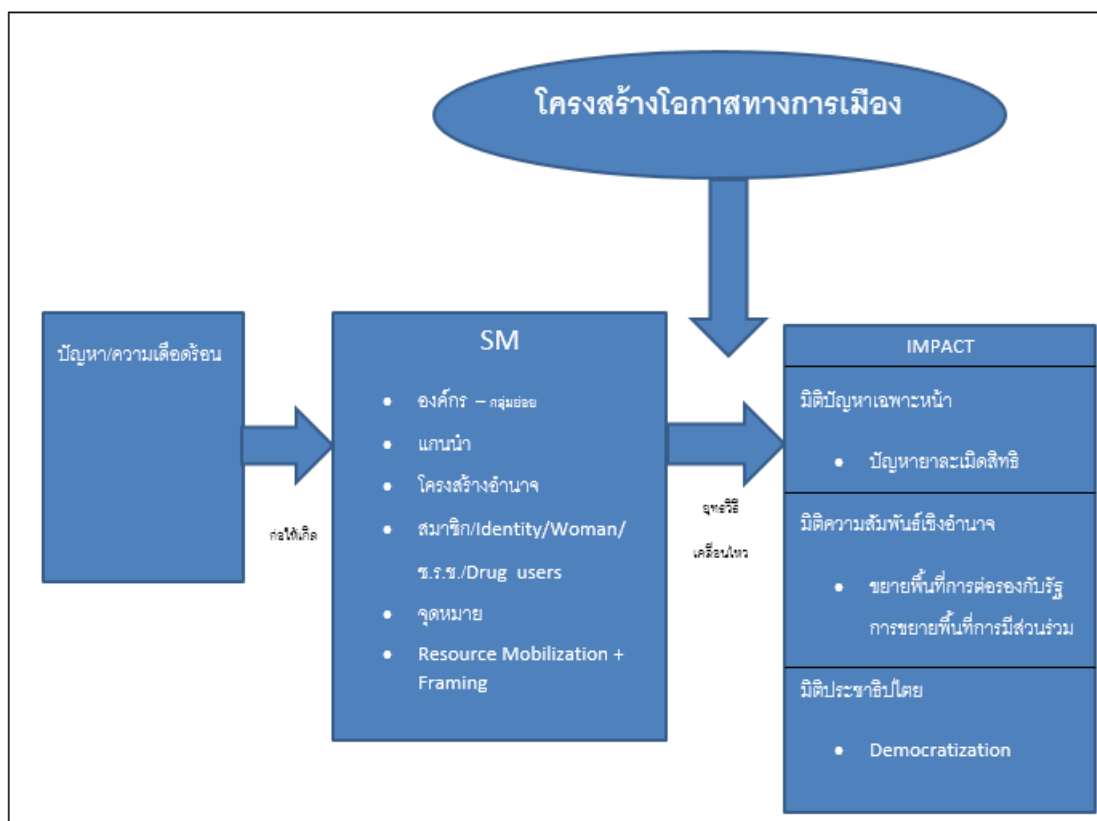 โครงสร้างโอกาสทางการเมือง
ปัญหา/ความเดือดร้อน
ก่อให้เกิด
SM
• องค์กร – กลุ่มย่อย
• แกนนำ
• โครงสร้างอำนาจ
• สมาชิก/Identity/Woman/
ช.ร.ช./Drug users
• จุดหมาย
• Resource Mobilization +
Framing
ยุทธวิธี
เคลื่อนไหว
IMPACT
มิติปัญหาเฉพาะหน้า
• ปัญหายาละเมิดสิทธิ
มิติความสัมพันธ์เชิงอำนาจ
• ขยายพื้นที่การต่อรองกับรัฐ
การขยายพื้นที่การมีส่วนร่วม
มิติประชาธิปไตย
• Democratization